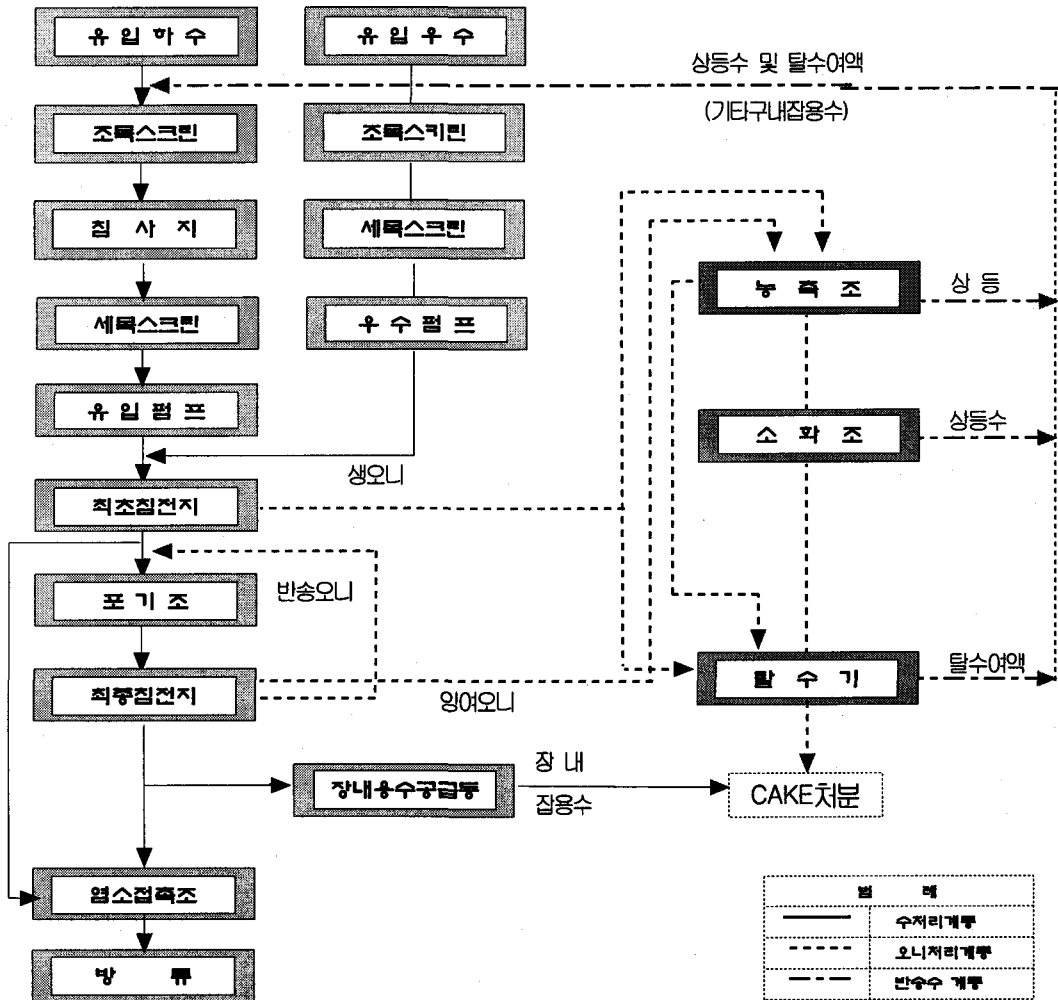 유 입 하 수
유 입 우 수
상등수 및 탈수여액
(기타구내잡용수)
조목스크린
조목스키린
침 사 지
세목스크린
농 축 조
상 등
세목스크린
우 수 펌 프
유 입 펌 프
소 화 조
상등수
생오니
최초침전지
반송오니
포 기 조
최종침전지
잉여오니
탈 수 기
탈수여액
장내용수공급동
장 내
잡용수
CAKE처분
염소접촉조
방 류
범 례
수처리계통
오니처리계통
반송수 계통